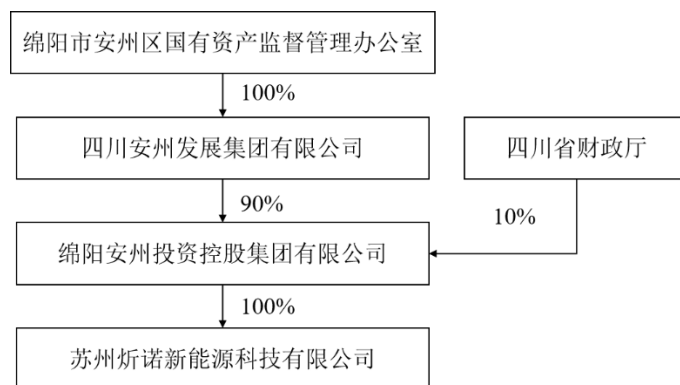 绵阳市安州区国有资产监督管理办公室
100%
四川安州发展集团有限公司
四川省财政厅
90%
10%
绵阳安州投资控股集团有限公司
100%
苏州炘诺新能源科技有限公司